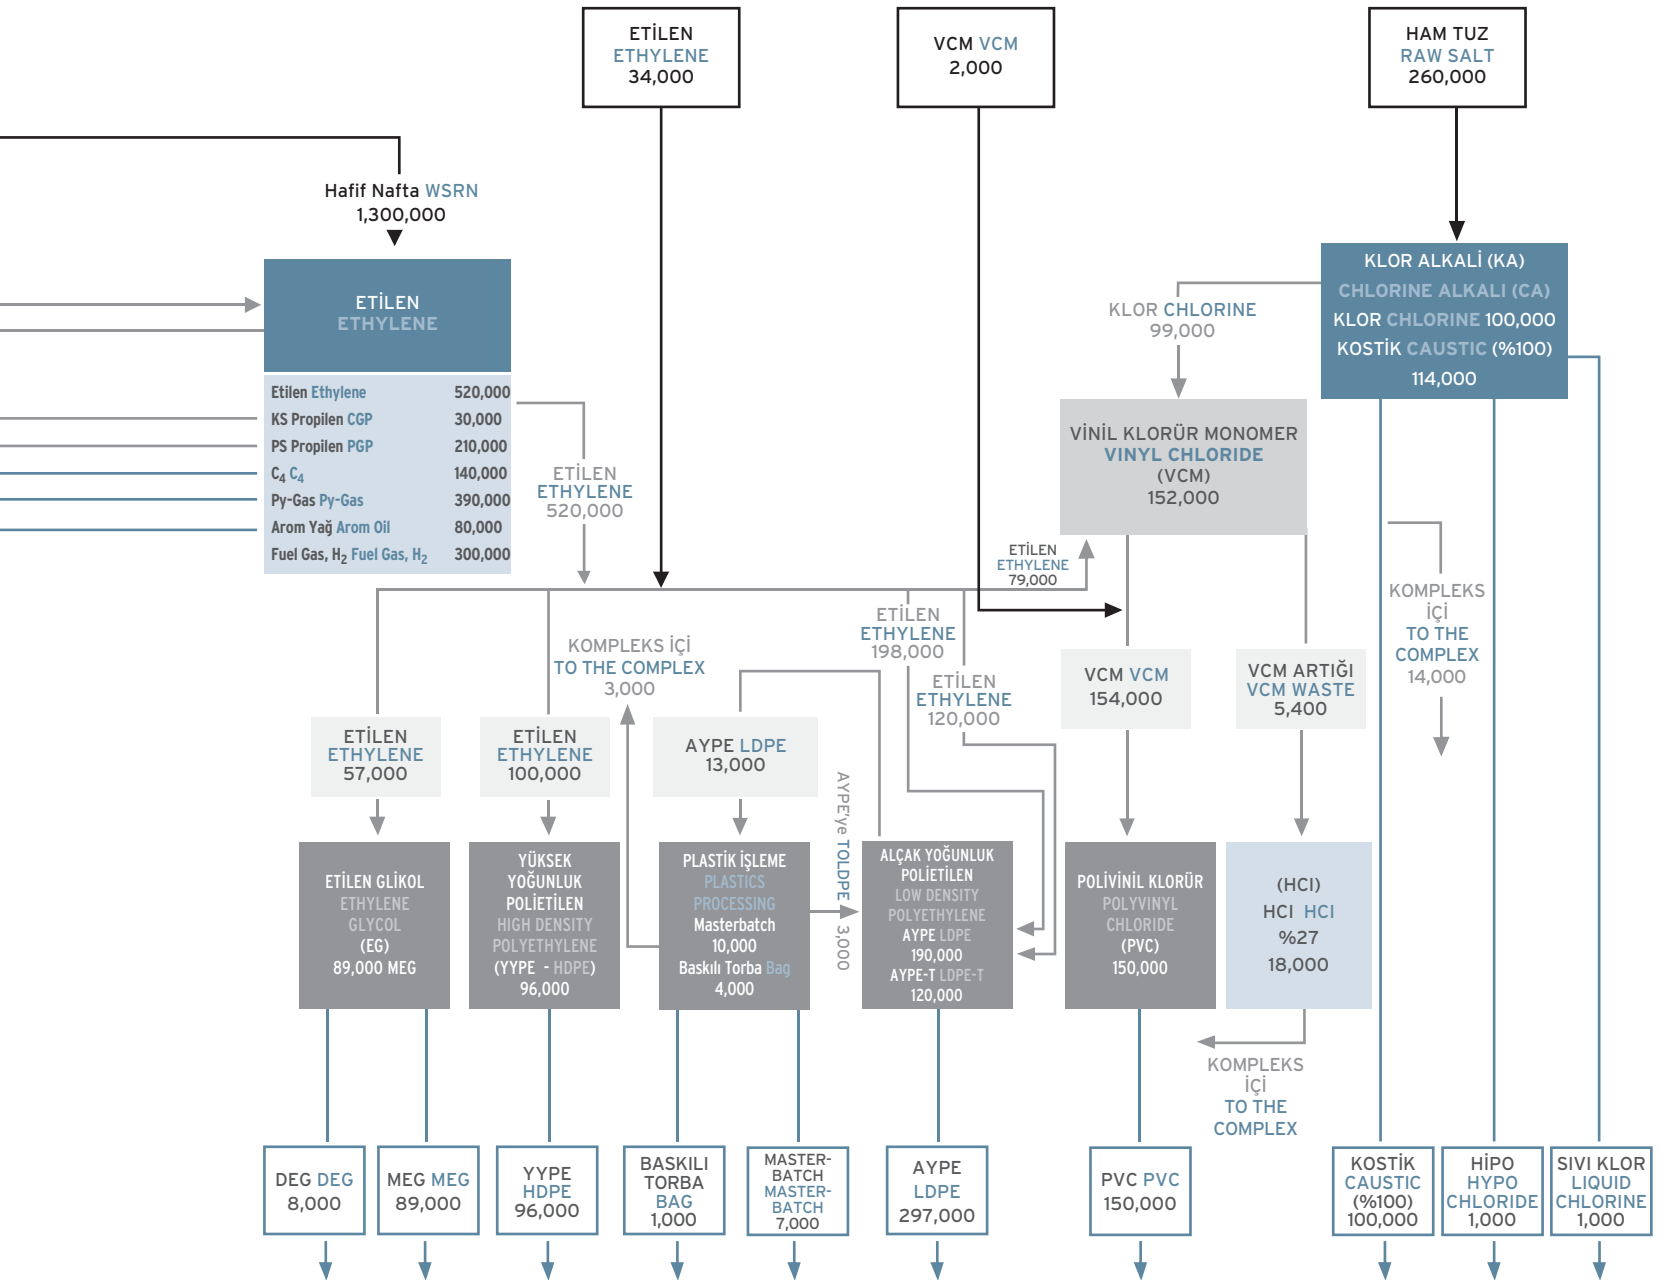 ETİLEN
ETHYLENE
34,000
VCM VCM
2,000
HAM TUZ
RAW SALT
260,000
Hafif Nafta WSRN
1,300,000
ETİLEN
ETHYLENE
Etilen Ethylene 520,000
KS Propilen CGP 30,000
PS Propilen PGP 210,000
C4 C4 140,000
Py-Gas Py-Gas 390,000
Arom Yağ Arom Oil 80,000
Fuel Gas, H2 Fuel Gas, H2 300,000
ETİLEN
ETHYLENE
520,000
KLOR ALKALİ (KA)
CHLORINE ALKALI (CA)
KLOR CHLORINE 100,000
KOSTİK CAUSTIC (%100)
114,000
KLOR CHLORINE
99,000
VİNİL KLORÜR MONOMER
VINYL CHLORIDE
(VCM)
152,000
ETİLEN
ETHYLENE
79,000
KOMPLEKS
İÇİ
TO THE
COMPLEX
14,000
KOMPLEKS İÇİ
TO THE COMPLEX
3,000
ETİLEN
ETHYLENE
198,000
ETİLEN
ETHYLENE
120,000
VCM VCM
154,000
VCM ARTIĞI
VCM WASTE
5,400
ETİLEN
ETHYLENE
57,000
ETİLEN
ETHYLENE
100,000
AYPE LDPE
13,000
AYPE'ye TOLDPE 3,000
ETİLEN GLİKOL
ETHYLENE
GLYCOL
(EG)
89,000 MEG
YÜKSEK
YOĞUNLUK
POLİETİLEN
HIGH DENSITY
POLYETHYLENE
(YYPE - HDPE)
96,000
PLASTİK İŞLEME
PLASTICS
PROCESSING
Masterbatch
10,000
Baskılı Torba Bag
4,000
ALÇAK YOĞUNLUK
POLİETİLEN
LOW DENSITY
POLYETHYLENE
AYPE LDPE
190,000
AYPE-T LDPE-T
120,000
POLİVİNİL KLORÜR
POLYVINYL
CHLORIDE
(PVC)
150,000
(HCI)
HCI HCI
%27
18,000
KOMPLEKS
İÇİ
TO THE
COMPLEX
DEG DEG
8,000
MEG MEG
89,000
YYPE
HDPE
96,000
BASKILI
TORBA
BAG
1,000
MASTER-
BATCH
MASTER-
BATCH
7,000
AYPE
LDPE
297,000
PVC PVC
150,000
KOSTİK
CAUSTIC
(%100)
100,000
HİPO
HYPO
CHLORIDE
1,000
SIVI KLOR
LIQUID
CHLORINE
1,000